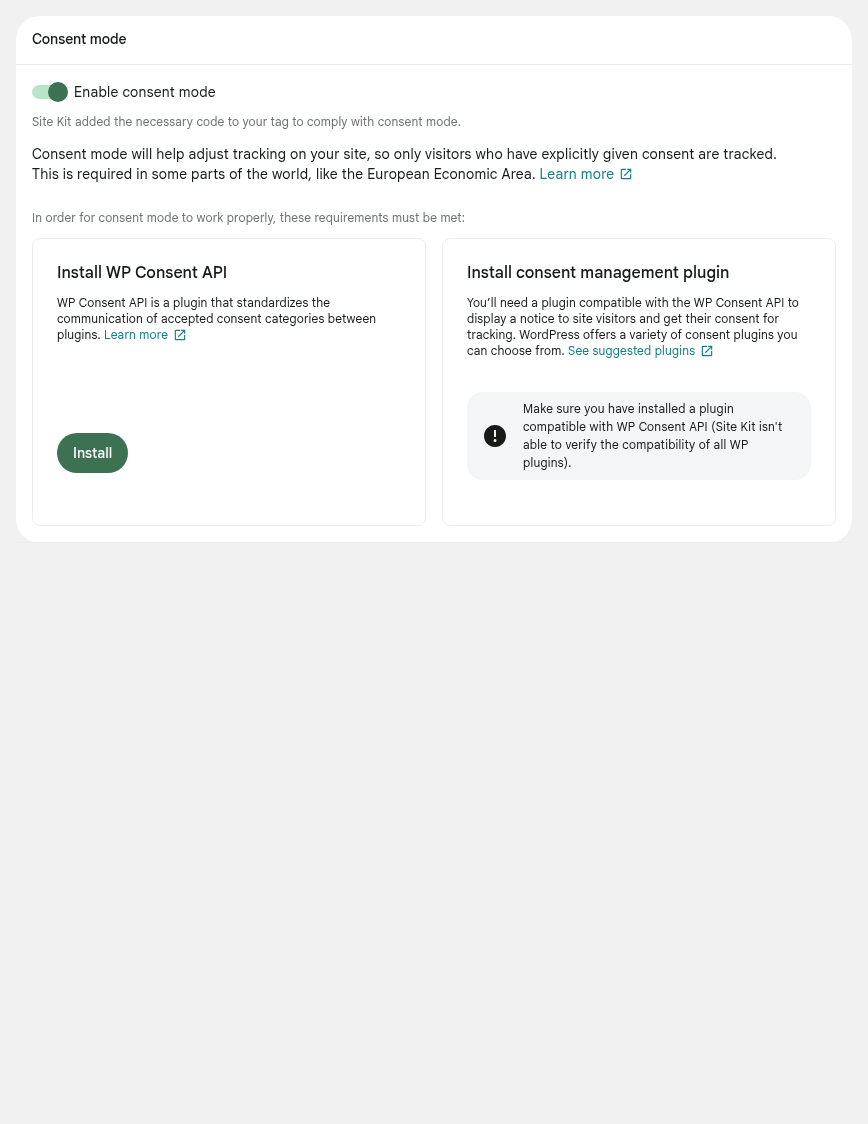 Consent mode
Enable consent mode
Site Kit added the necessary code to your tag to comply with consent mode.
Consent mode will help adjust tracking on your site, so only visitors who have explicitly given consent are tracked.
This is required in some parts of the world, like the European Economic Area. Learn more
In order for consent mode to work properly, these requirements must be met:
Install WP Consent API
WP Consent API is a plugin that standardizes the
communication of accepted consent categories between
plugins. Learn more
Install
Install consent management plugin
You’ll need a plugin compatible with the WP Consent API to
display a notice to site visitors and get their consent for
tracking. WordPress offers a variety of consent plugins you
can choose from. See suggested plugins
Make sure you have installed a plugin
compatible with WP Consent API (Site Kit isn't
able to verify the compatibility of all WP
plugins).